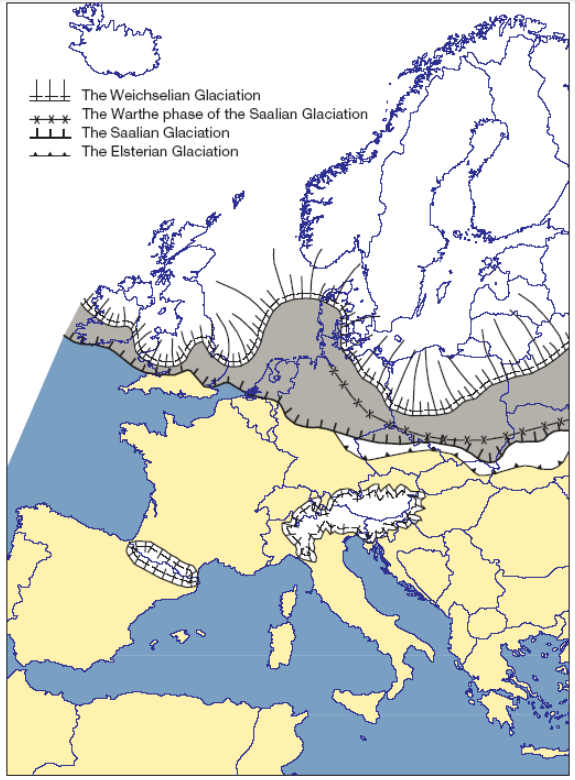 The Weichselian Glaciation
The Warthe phase of the Saalian Glaciation
The Saalian Glaciation
The Elsterian Glaciation